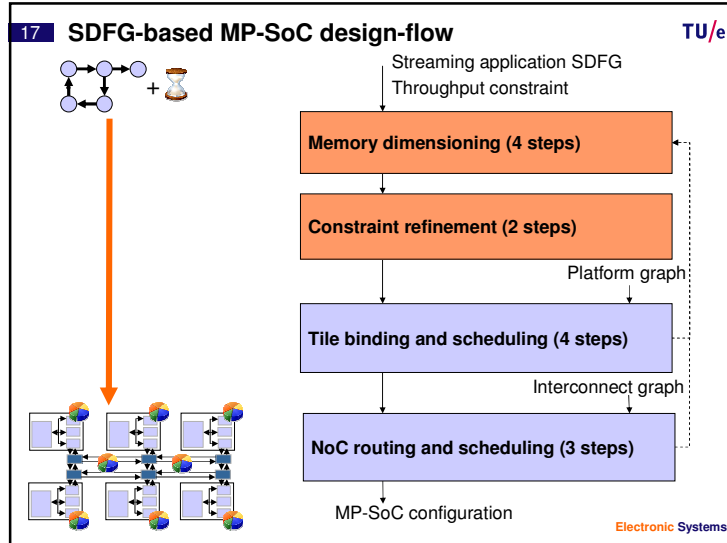 17 SDFG-based MP-SoC design-flow
TU/e
+
Streaming application SDFG
Throughput constraint
Memory dimensioning (4 steps)
Constraint refinement (2 steps)
Platform graph
Tile binding and scheduling (4 steps)
Interconnect graph
NoC routing and scheduling (3 steps)
MP-SoC configuration
Electronic Systems